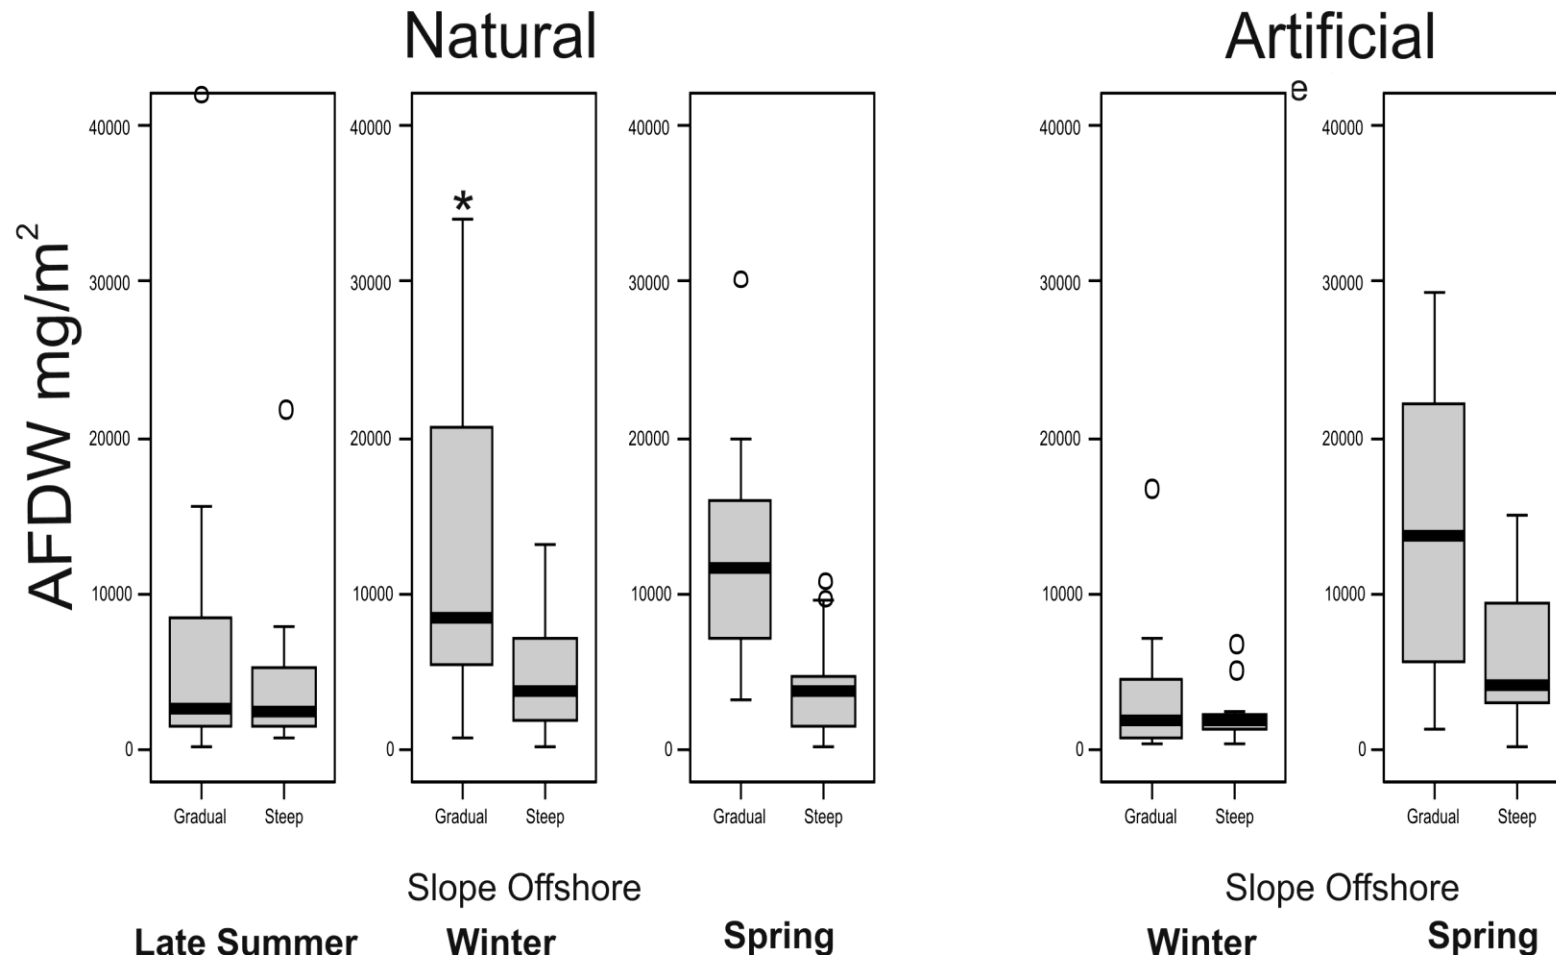 Natural
Artificial
e
AFDW mg/m²
40000
30000
20000
10000
0
Gradual Steep
40000
30000
20000
10000
0
*
Gradual Steep
40000
30000
20000
10000
0
Gradual Steep
40000
30000
20000
10000
0
Gradual Steep
40000
30000
20000
10000
0
Gradual Steep
Slope Offshore
Slope Offshore
Late Summer Winter Spring
Winter Spring